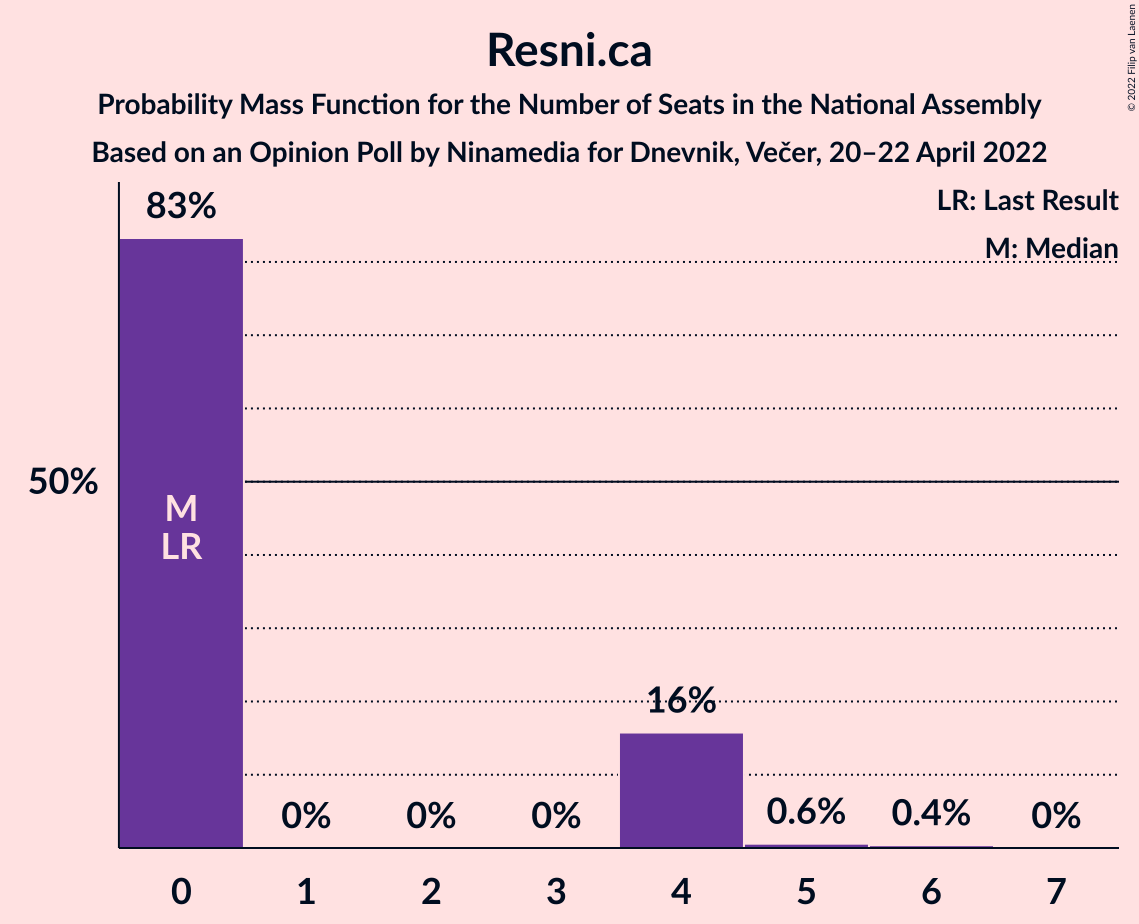 Resni.ca
Probability Mass Function for the Number of Seats in the National Assembly
Based on an Opinion Poll by Ninamedia for Dnevnik, Večer, 20–22 April 2022
© 2022 Filip van Laenen
LR: Last Result
M: Median
83%
50%
M
LR
0%
0%
0%
16%
0.6%
0.4%
0%
0
1
2
3
4
5
6
7